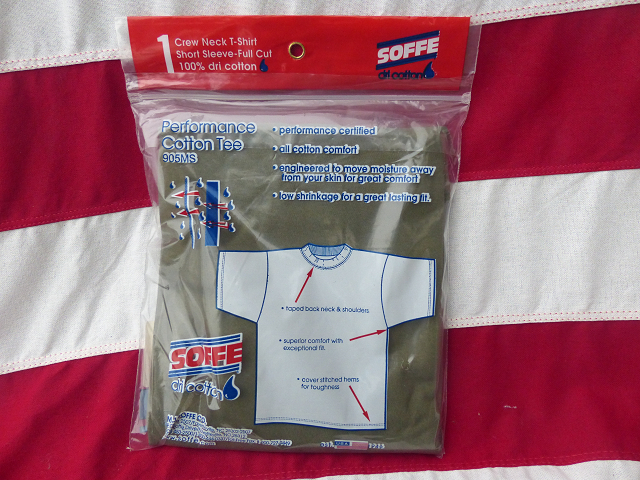 1
Crew Neck T-Shirt
Short Sleeve-Full Cut
100% dri cotton
SOFFE
dri cotton
Performance
Cotton Tee
905MS
• performance certified
• all cotton comfort
• engineered to move moisture away
from your skin for great comfort
• low shrinkage for a great lasting fit.
• taped back neck & shoulders
• superior comfort with
exceptional fit.
• cover stitched hems
for toughness
SOFFE
dri cotton
SOFFE CO.
USA